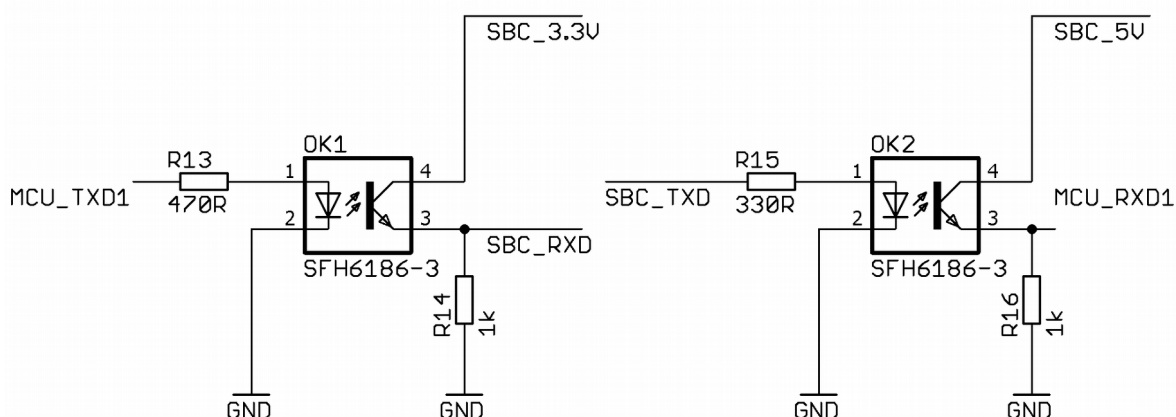 SBC_3.3V
SBC_5V
OK1
OK2
R13
1
4
R15
1
4
MCU_TXD1
470R
SBC_TXD
330R
MCU_RXD1
2
3
2
3
SBC_RXD
SFH6186-3
SFH6186-3
R14
1k
R16
1k
GND
GND
GND
GND